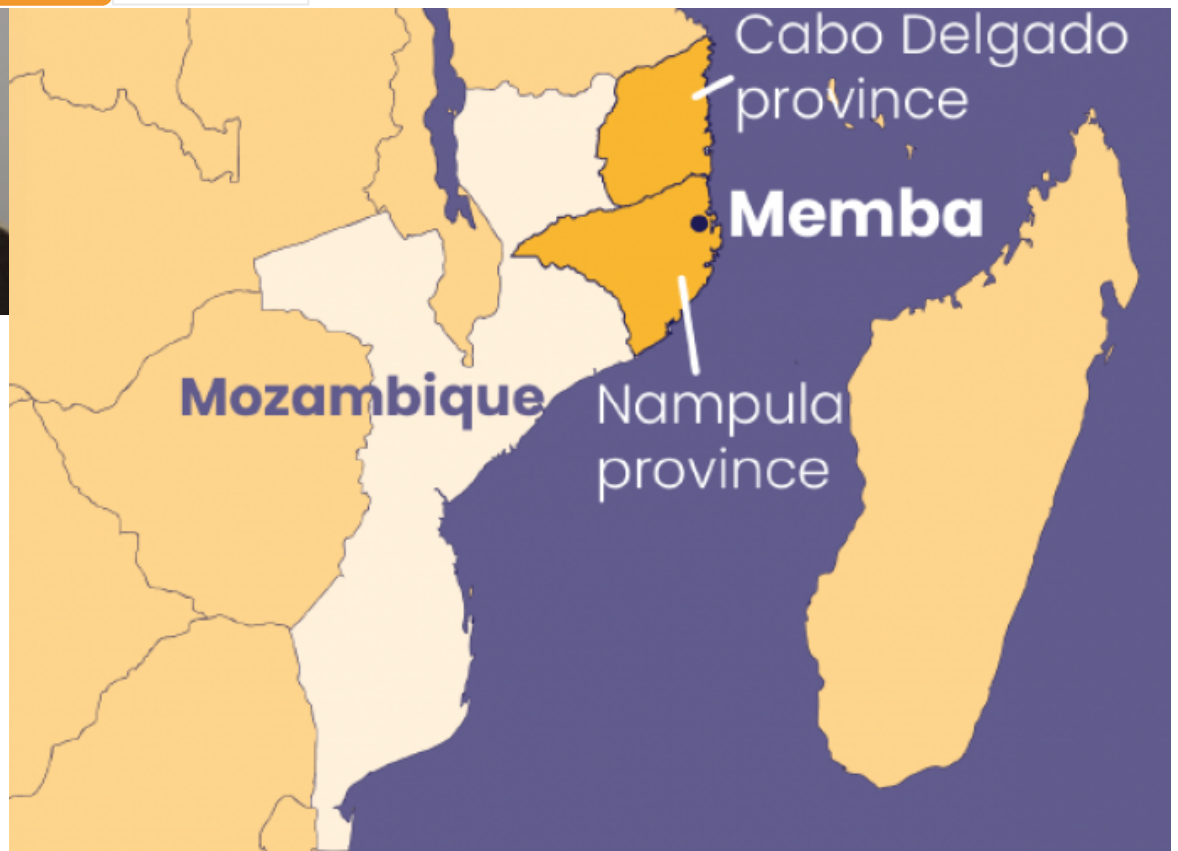 Cabo Delgado
province
Memba
Mozambique
Nampula
province